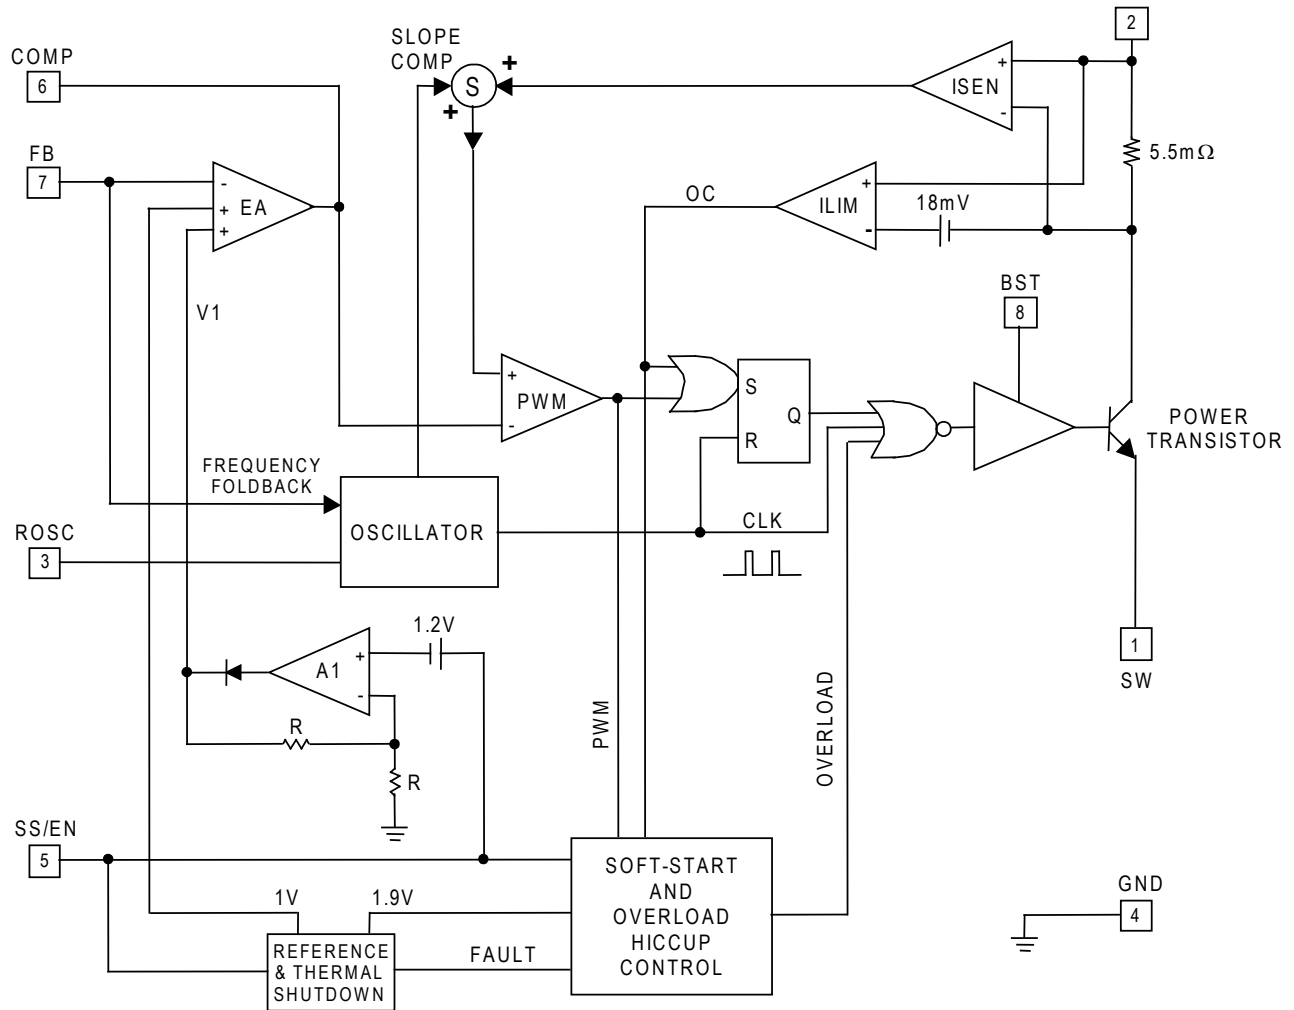 2
SLOPE
COMP
+
S
+
COMP
6
+
ISEN
-
5.5mΩ
FB
7
-
EA
+
+
OC
+
ILIM
-
18mV
BST
8
V1
+
PWM
-
S
Q
R
POWER
TRANSISTOR
FREQUENCY
FOLDBACK
ROSC
3
OSCILLATOR
CLK
1.2V
+
A1
-
1
SW
R
R
PWM
OVERLOAD
SS/EN
5
SOFT-START
AND
OVERLOAD
HICCUP
CONTROL
1V
1.9V
GND
4
REFERENCE
& THERMAL
SHUTDOWN
FAULT